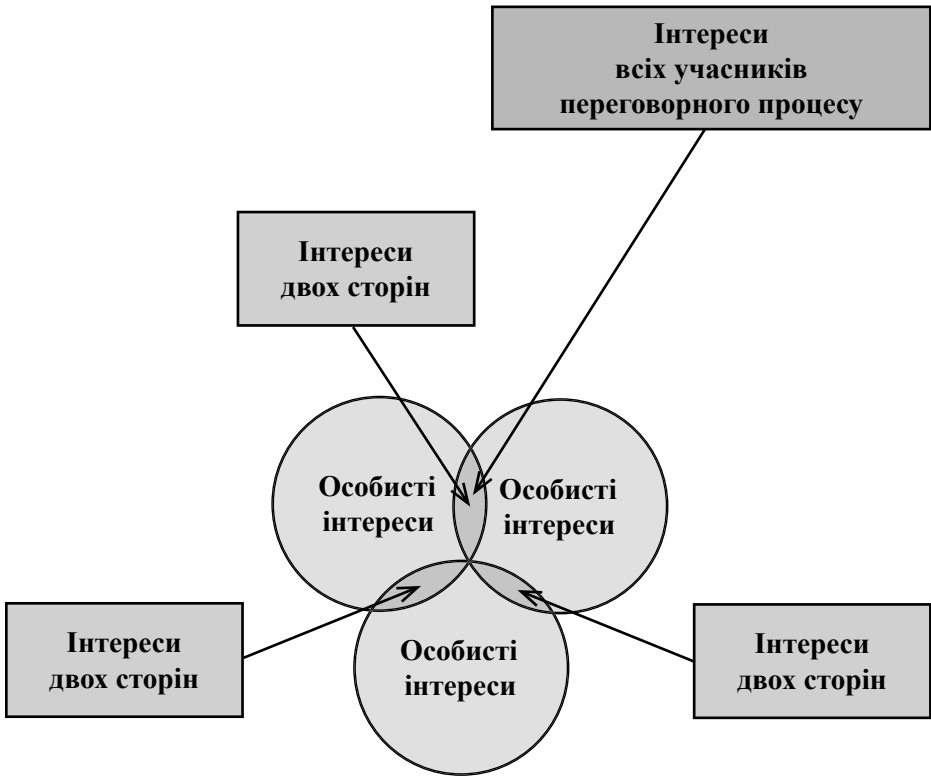 Інтереси
всіх учасників
переговорного процесу
Інтереси
двох сторін
Особисті
інтереси
Особисті
інтереси
Інтереси
двох сторін
Особисті
інтереси
Інтереси
двох сторін